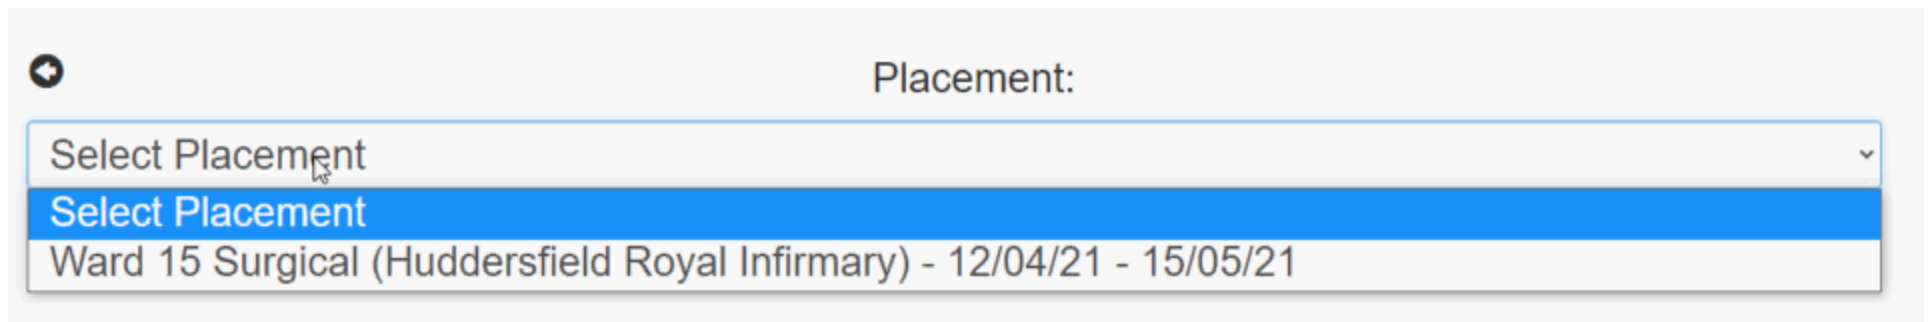 Placement:
Select Placement
Select Placement
Ward 15 Surgical (Huddersfield Royal Infirmary) - 12/04/21 - 15/05/21